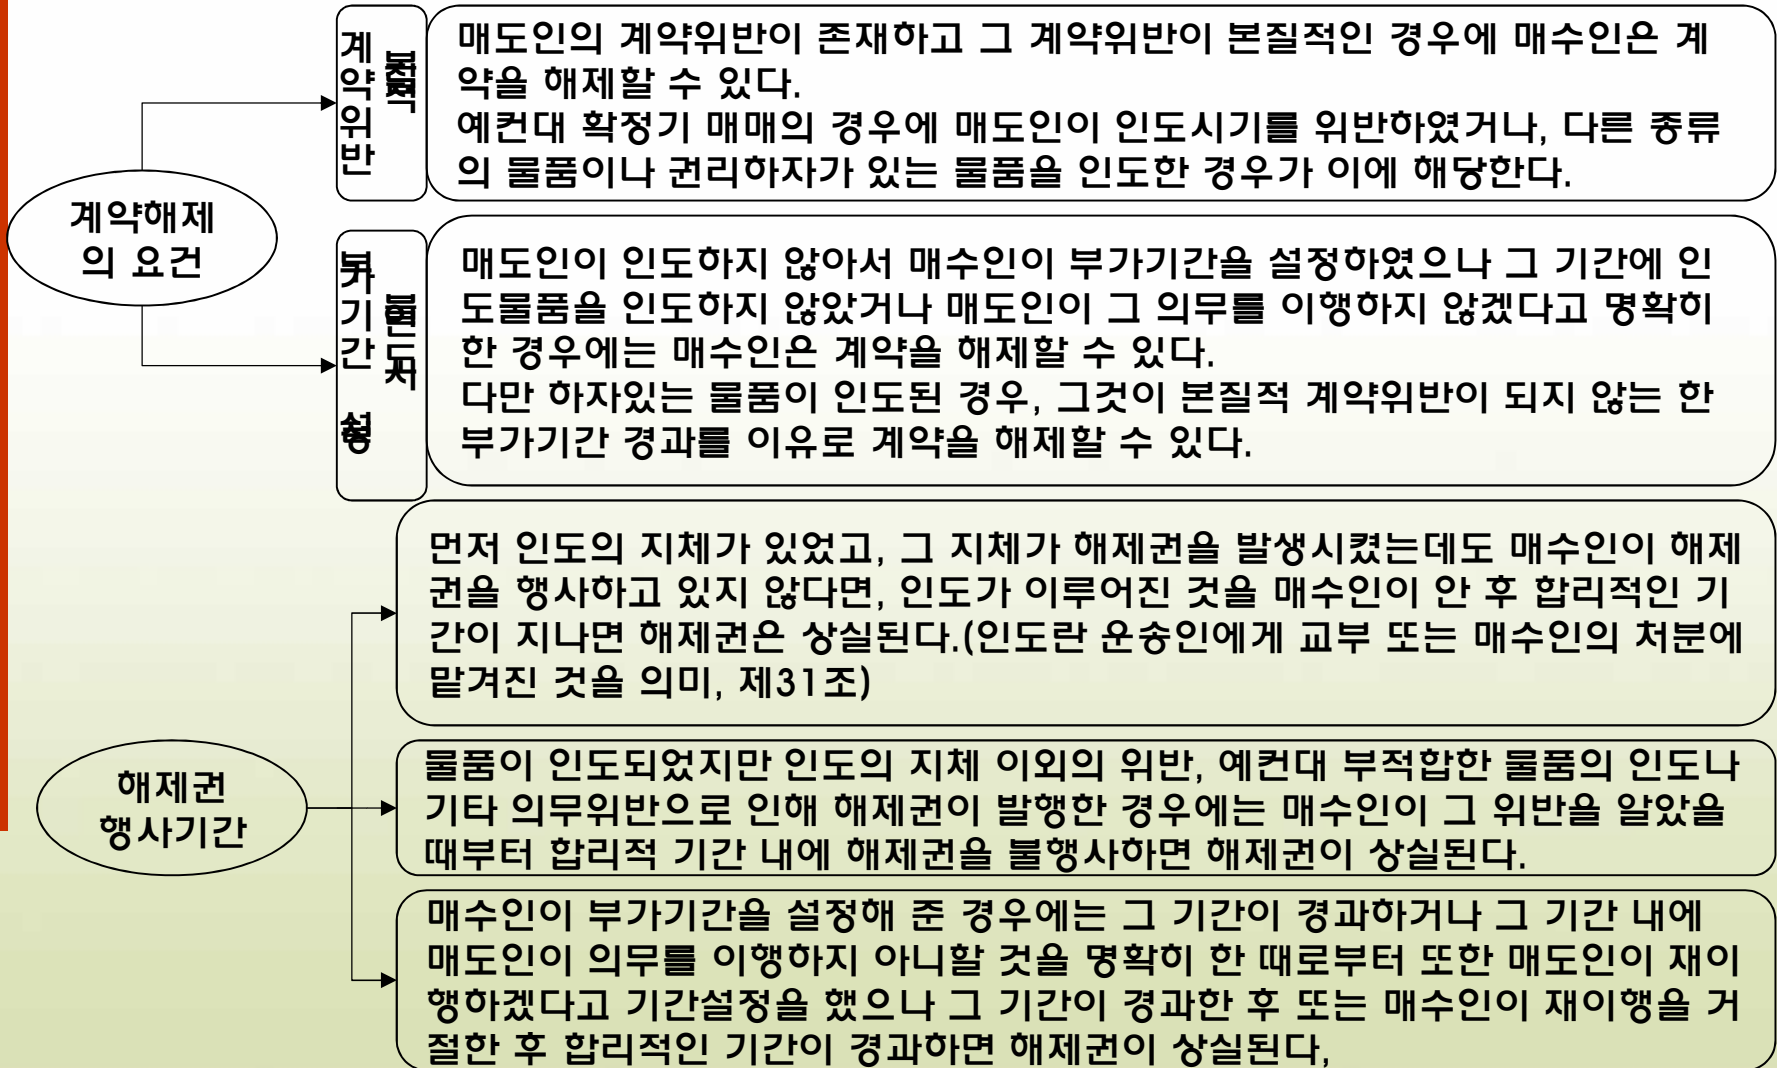 계약해제
의 요건
본질적
계약위반
매도인의 계약위반이 존재하고 그 계약위반이 본질적인 경우에 매수인은 계
약을 해제할 수 있다.
예컨대 확정기 매매의 경우에 매도인이 인도시기를 위반하였거나, 다른 종류
의 물품이나 권리하자가 있는 물품을 인도한 경우가 이에 해당한다.
부가기간 설정
매도인이 인도하지 않아서 매수인이 부가기간을 설정하였으나 그 기간에 인
도물품을 인도하지 않았거나 매도인이 그 의무를 이행하지 않겠다고 명확히
한 경우에는 매수인은 계약을 해제할 수 있다.
다만 하자있는 물품이 인도된 경우, 그것이 본질적 계약위반이 되지 않는 한
부가기간 경과를 이유로 계약을 해제할 수 있다.
해제권
행사기간
먼저 인도의 지체가 있었고, 그 지체가 해제권을 발생시켰는데도 매수인이 해제
권을 행사하고 있지 않다면, 인도가 이루어진 것을 매수인이 안 후 합리적인 기
간이 지나면 해제권은 상실된다.(인도란 운송인에게 교부 또는 매수인의 처분에
맡겨진 것을 의미, 제31조)
물품이 인도되었지만 인도의 지체 이외의 위반, 예컨대 부적합한 물품의 인도나
기타 의무위반으로 인해 해제권이 발행한 경우에는 매수인이 그 위반을 알았을
때부터 합리적 기간 내에 해제권을 불행사하면 해제권이 상실된다.
매수인이 부가기간을 설정해 준 경우에는 그 기간이 경과하거나 그 기간 내에
매도인이 의무를 이행하지 아니할 것을 명확히 한 때로부터 또한 매도인이 재이
행하겠다고 기간설정을 했으나 그 기간이 경과한 후 또는 매수인이 재이행을 거
절한 후 합리적인 기간이 경과하면 해제권이 상실된다,